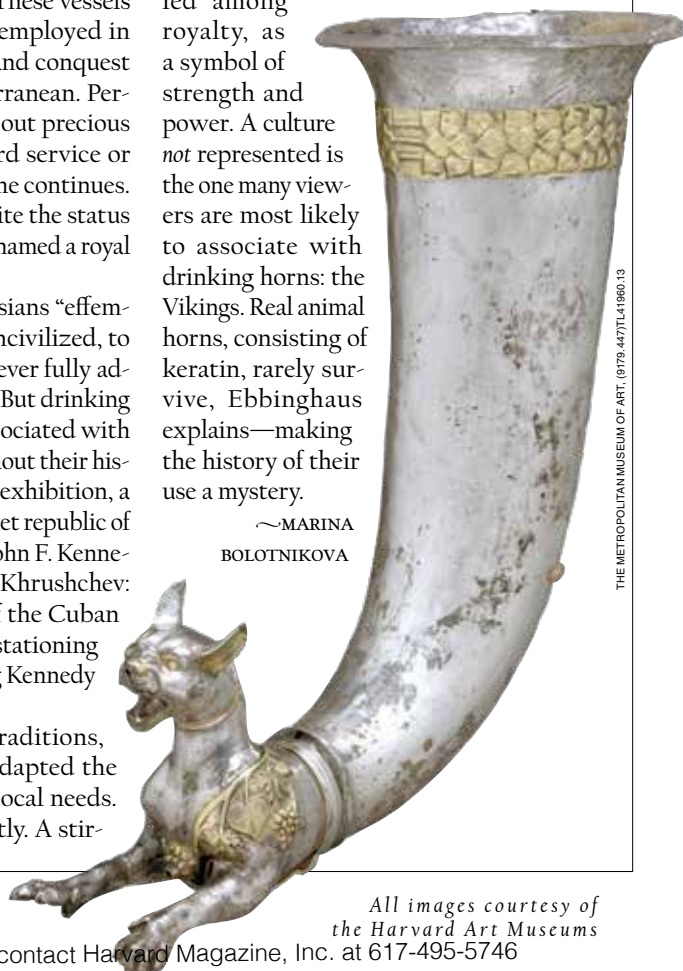 These vessels
employed in
and conquest
rranean. Per-
out precious
rd service or
ne continues.
ite the status
named a royal
sians “effem-
ncivilized, to
ever fully ad-
But drinking
ociated with
out their his-
exhibition, a
et republic of
ohn F. Kenne-
Khrushchev:
f the Cuban
stationing
g Kennedy
raditions,
dapted the
local needs.
tly. A stir-
red among
royalty, as
a symbol of
strength and
power. A culture
not represented is
the one many view-
ers are most likely
to associate with
drinking horns: the
Vikings. Real animal
horns, consisting of
keratin, rarely sur-
vive, Ebbinghaus
explains—making
the history of their
use a mystery.
~MARINA
BOLOTNIKOVA
THE METROPOLITAN MUSEUM OF ART, (9179.447)TL41960.13
All images courtesy of
the Harvard Art Museums
contact Harvard Magazine, Inc. at 617-495-5746